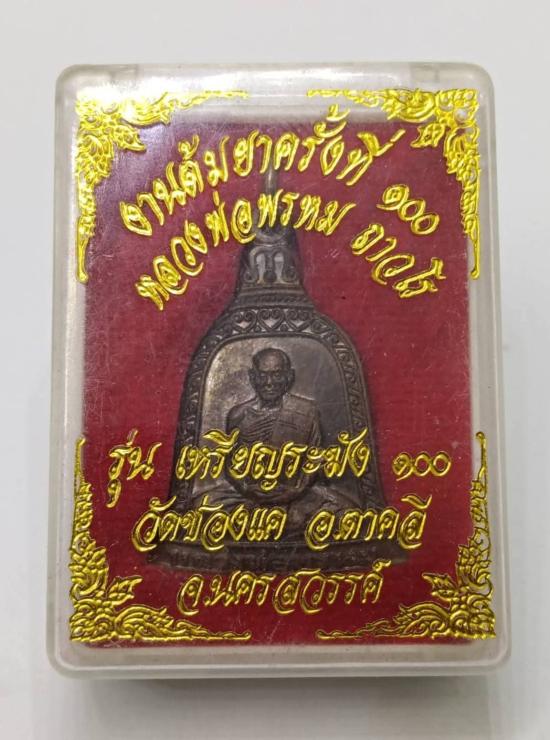 งานต้มยาครั้งที่ ๑๐๐
หลวงพ่อพรหม ถาวโร
รุ่น เหรียญระฆัง ๑๐๐
วัดช่องแค อ.ตาคลี
จ.นครสวรรค์